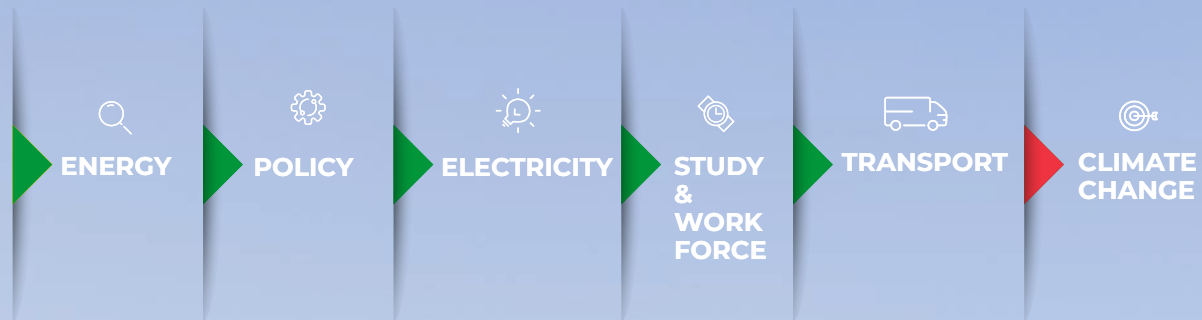 ENERGY
POLICY
ELECTRICITY
STUDY
&
WORK
FORCE
TRANSPORT
CLIMATE
CHANGE